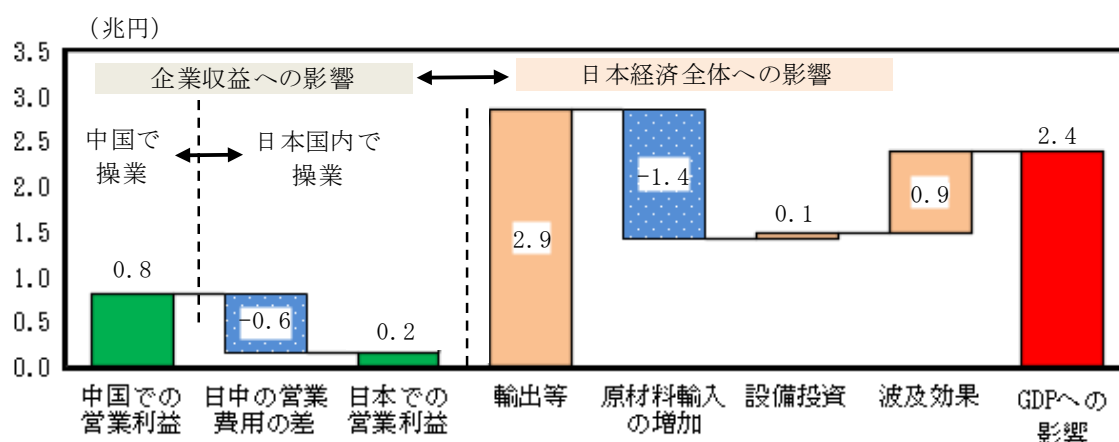 （兆円）
3.5
3.0
2.5
2.0
1.5
1.0
0.5
0.0
企業収益への影響
日本経済全体への影響
中国で
操業
日本国内で
操業
0.8
-0.6
0.2
2.9
-1.4
0.1
0.9
2.4
中国での
営業利益
日中の営業
費用の差
日本での
営業利益
輸出等
原材料輸入
の増加
設備投資
波及効果
GDPへの
影響